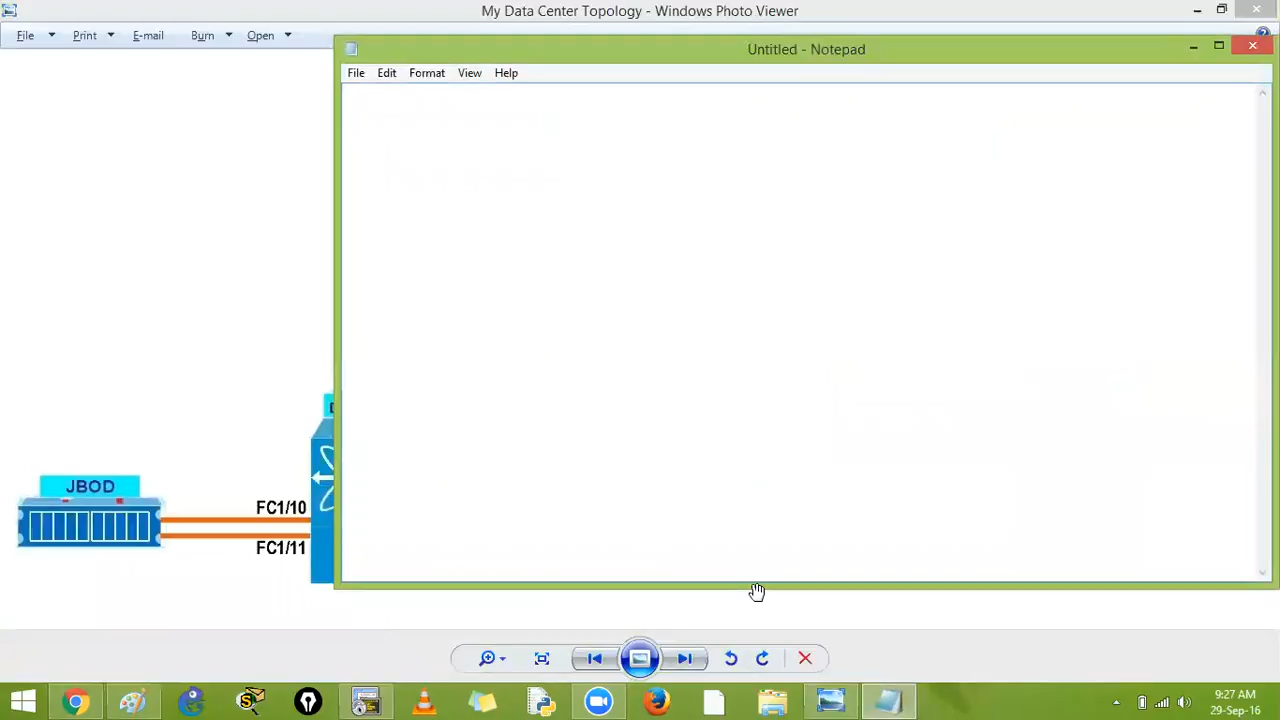 My Data Center Topology - Windows Photo Viewer
File Print E-mail Burn Open
Untitled - Notepad
File Edit Format View Help
JBOD
FC1/10
FC1/11
9:27 AM
29-Sep-16